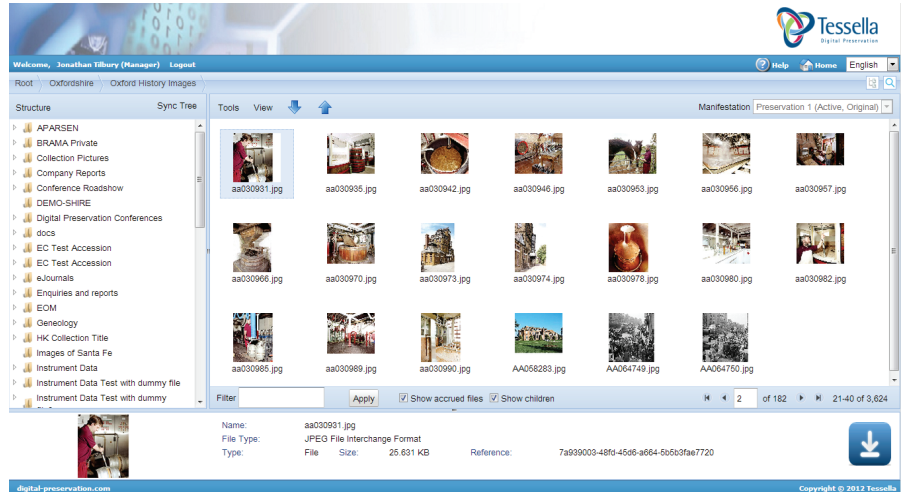 Tessella
Digital Preservation
Welcome, Jonathan Tilbury (Manager) Logout
Help Home English
Root Oxfordshire Oxford History Images
Structure Sync Tree Tools View Manifestation Preservation 1 (Active, Original)
APARSEN
BRAMA Private
Collection Pictures
Company Reports
Conference Roadshow
DEMO-SHIRE
Digital Preservation Conferences
docs
EC Test Accession
EC Test Accession
eJournals
Enquiries and reports
EOM
Geneology
HK Collection Title
Images of Santa Fe
Instrument Data
Instrument Data Test with dummy file
Instrument Data Test with dummy
aa030931.jpg aa030935.jpg aa030942.jpg aa030946.jpg aa030953.jpg aa030956.jpg aa030957.jpg
aa030966.jpg aa030970.jpg aa030973.jpg aa030974.jpg aa030978.jpg aa030980.jpg aa030982.jpg
aa030985.jpg aa030989.jpg aa030990.jpg AA058283.jpg AA064749.jpg AA064750.jpg
Filter Apply Show accrued files Show children 2 of 182 21-40 of 3,624
Name: aa030931.jpg
File Type: JPEG File Interchange Format
Type: File Size: 25.631 KB Reference: 7a939003-48fd-45d6-a664-5b5b3fae7720
digital-preservation.com Copyright © 2012 Tessella